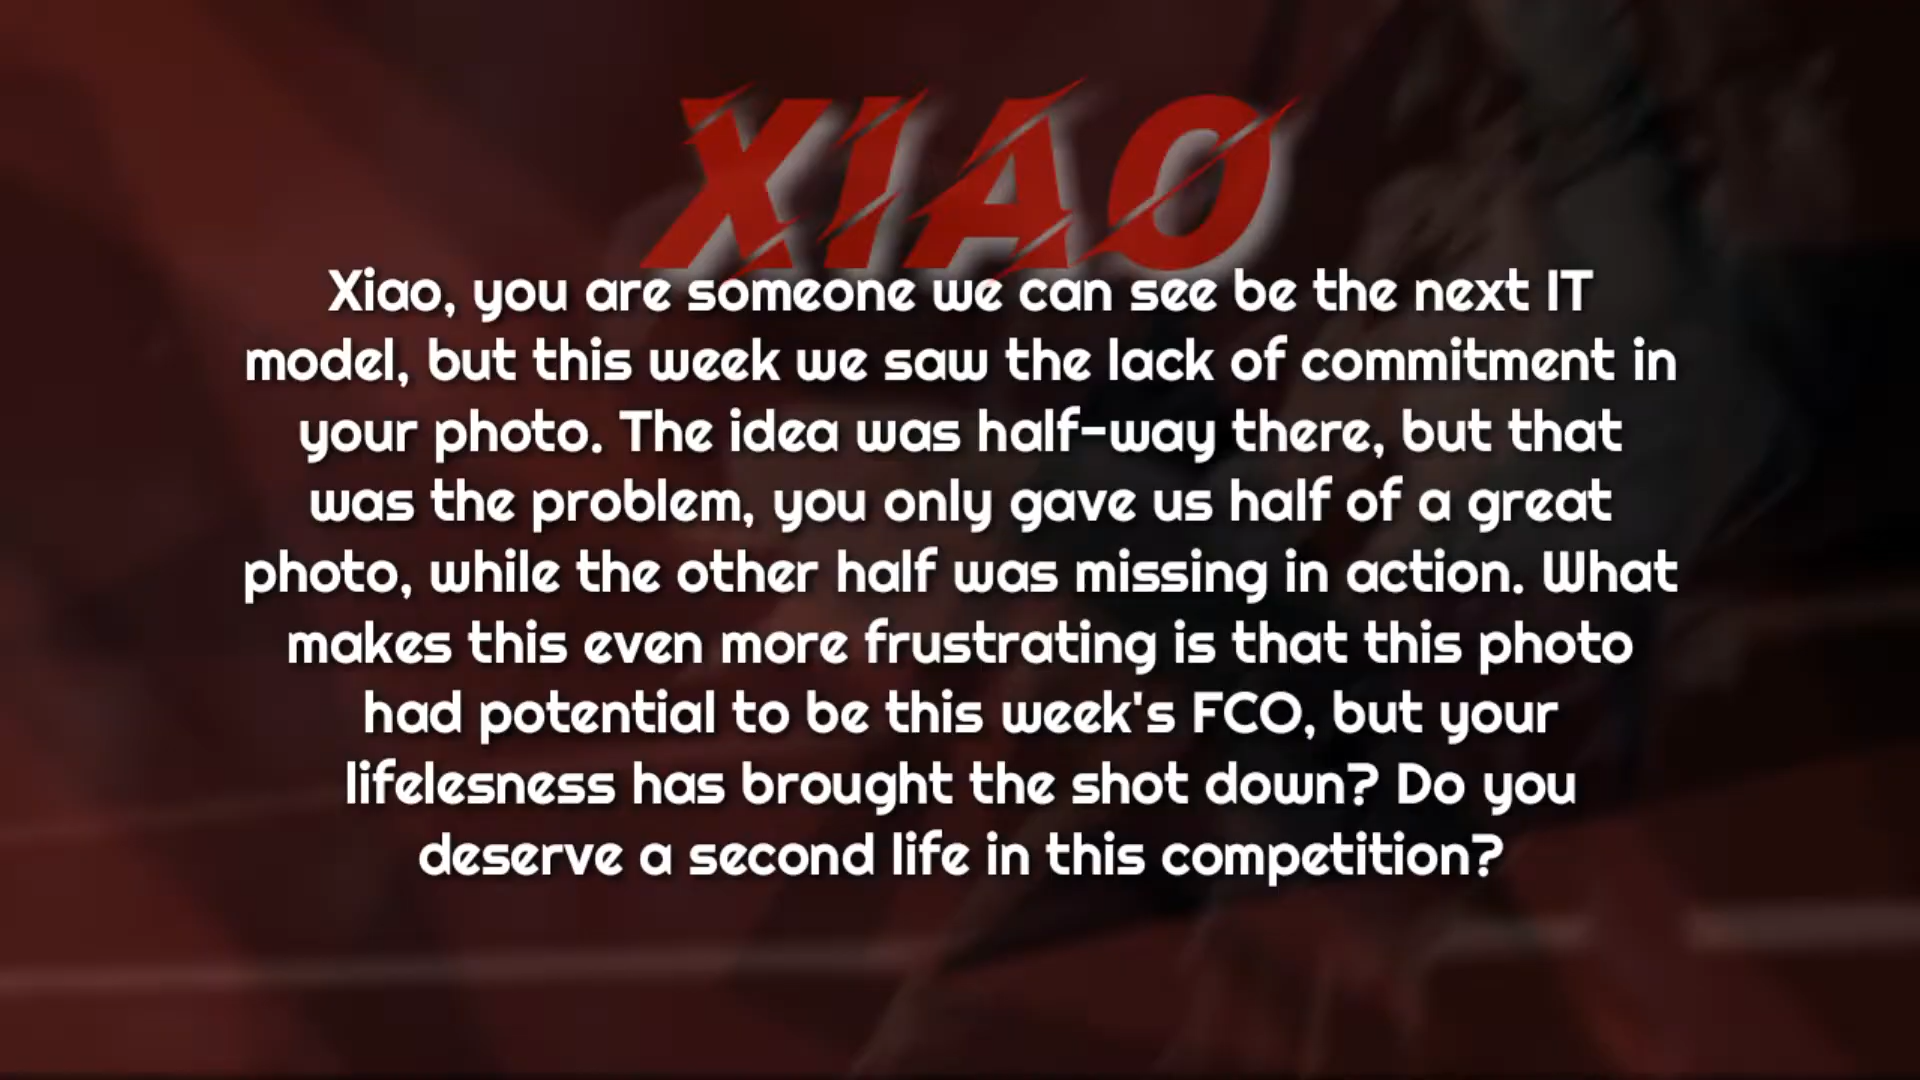 XIAO
Xiao, you are someone we can see be the next IT
model, but this week we saw the lack of commitment in
your photo. The idea was half-way there, but that
was the problem, you only gave us half of a great
photo, while the other half was missing in action. What
makes this even more frustrating is that this photo
had potential to be this week's FCO, but your
lifelesness has brought the shot down? Do you
deserve a second life in this competition?